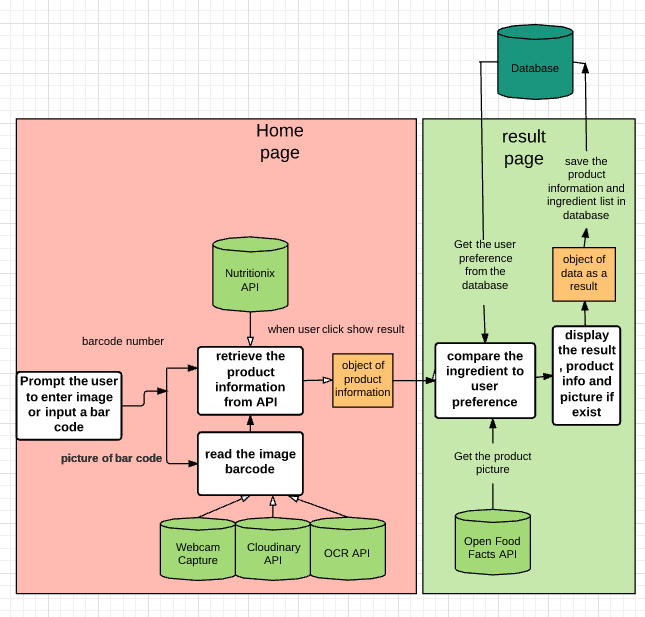 Database
Home
page
result
page
save the
product
information and
ingredient list in
database
Nutritionix
API
Get the user
preference
from the
database
object of
data as a
result
when user click show result
barcode number
retrieve the
product
information
from API
object of
product
information
compare the
ingredient to
user
preference
display
the result
, product
info and
picture if
exist
Prompt the user
to enter image
or input a bar
code
picture of bar code
read the image
barcode
Get the product
picture
Webcam
Capture
Cloudinary
API
OCR API
Open Food
Facts API